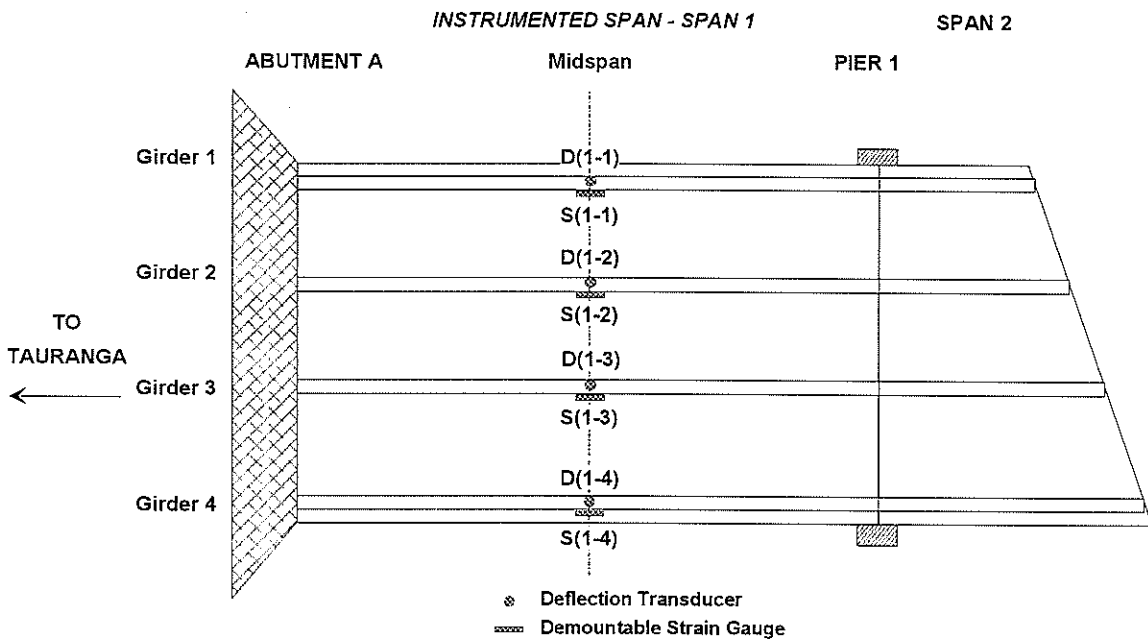 INSTRUMENTED SPAN - SPAN 1
SPAN 2
ABUTMENT A
Midspan
PIER 1
Girder 1
D(1-1)
S(1-1)
Girder 2
D(1-2)
S(1-2)
TO
TAURANGA
D(1-3)
Girder 3
S(1-3)
D(1-4)
Girder 4
S(1-4)
Deflection Transducer
Demountable Strain Gauge